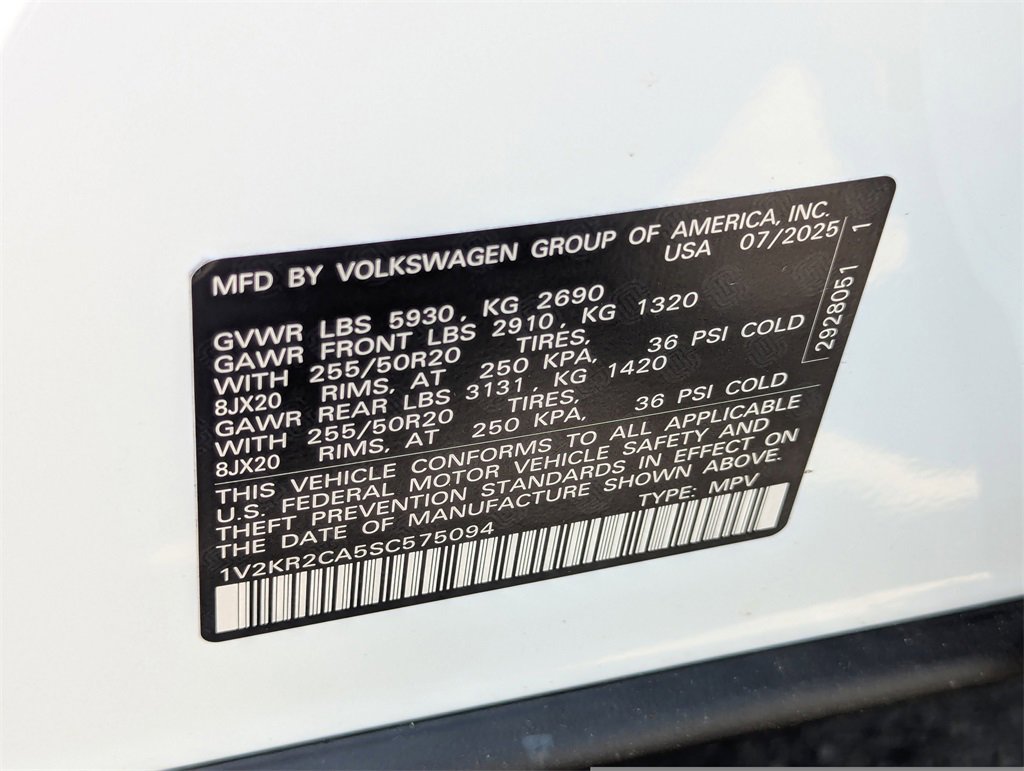 MFD BY VOLKSWAGEN GROUP OF AMERICA, INC.
USA 07/2025
GVWR LBS 5930, KG 2690
GAWR FRONT LBS 2910, KG 1320
WITH 255/50R20 TIRES,
8JX20 RIMS, AT 250 KPA, 36 PSI COLD
GAWR REAR LBS 3131, KG 1420
WITH 255/50R20 TIRES,
8JX20 RIMS, AT 250 KPA, 36 PSI COLD
THIS VEHICLE CONFORMS TO ALL APPLICABLE
U.S. FEDERAL MOTOR VEHICLE SAFETY AND
THEFT PREVENTION STANDARDS IN EFFECT ON
THE DATE OF MANUFACTURE SHOWN ABOVE.
1V2KR2CA5SC575094 TYPE: MPV
2928051 1